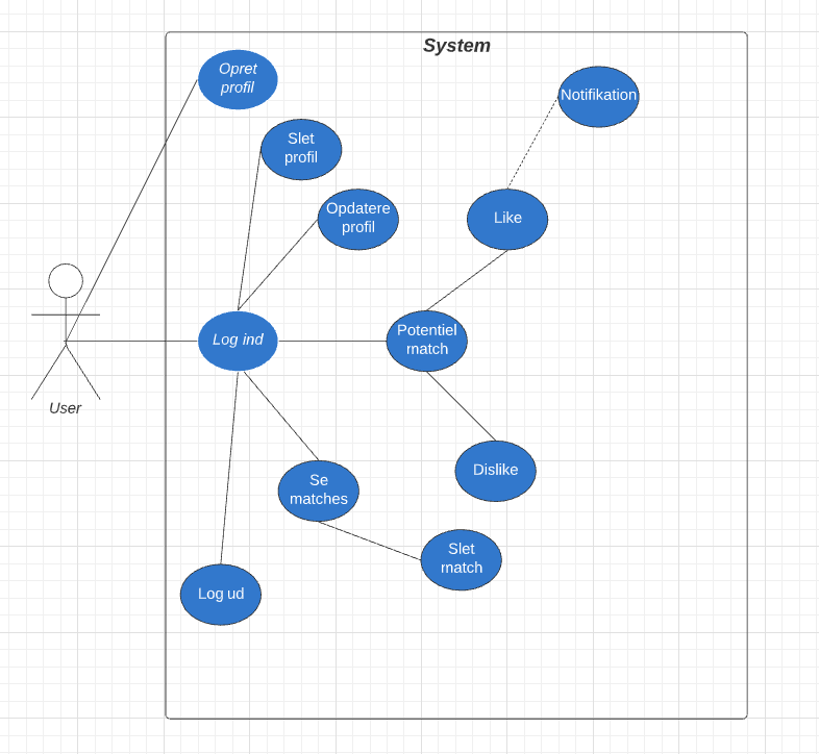 System
Opret
profil
Notifikation
Slet
profil
Opdatere
profil
Like
Log ind
Potentiel
match
User
Dislike
Se
matches
Slet
match
Log ud